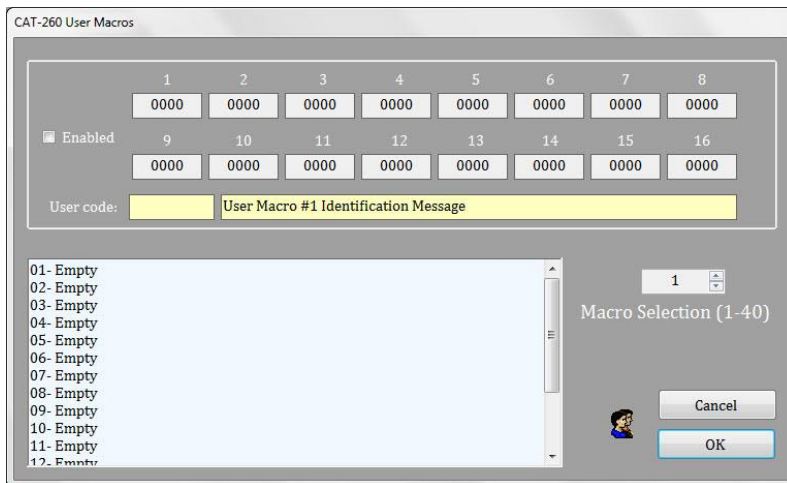 CAT-260 User Macros
1 2 3 4 5 6 7 8
0000 0000 0000 0000 0000 0000 0000 0000
Enabled 9 10 11 12 13 14 15 16
0000 0000 0000 0000 0000 0000 0000 0000
User code: User Macro #1 Identification Message
01- Empty
02- Empty
03- Empty
04- Empty
05- Empty
06- Empty
07- Empty
08- Empty
09- Empty
10- Empty
11- Empty
12- Empty
1
Macro Selection (1-40)
Cancel
OK